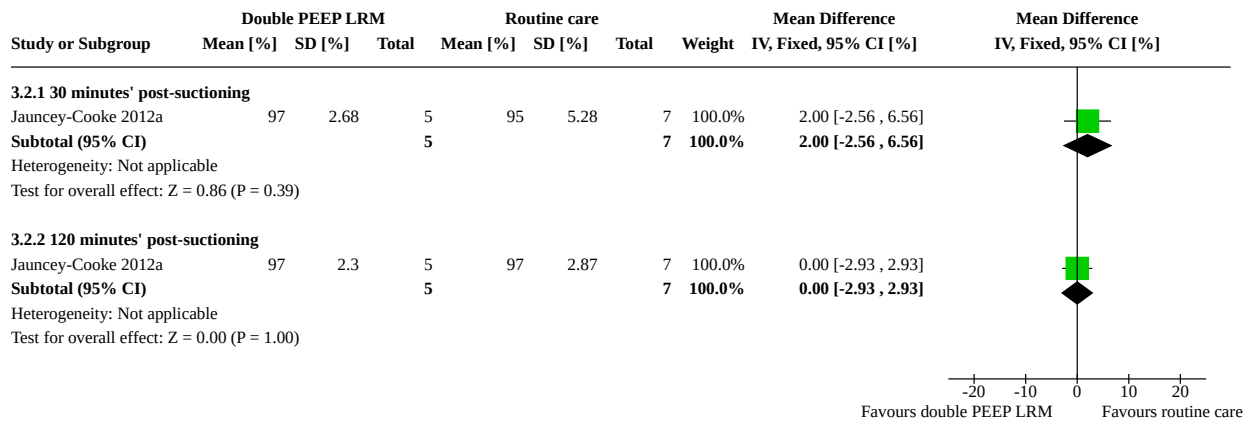 Double PEEP LRM Routine care Mean Difference Mean Difference
Study or Subgroup Mean [%] SD [%] Total Mean [%] SD [%] Total Weight IV, Fixed, 95% CI [%] IV, Fixed, 95% CI [%]
3.2.1 30 minutes' post-suctioning
Jauncey-Cooke 2012a 97 2.68 5 95 5.28 7 100.0% 2.00 [-2.56 , 6.56]
Subtotal (95% CI) 5 7 100.0% 2.00 [-2.56 , 6.56]
Heterogeneity: Not applicable
Test for overall effect: Z = 0.86 (P = 0.39)
3.2.2 120 minutes' post-suctioning
Jauncey-Cooke 2012a 97 2.3 5 97 2.87 7 100.0% 0.00 [-2.93 , 2.93]
Subtotal (95% CI) 5 7 100.0% 0.00 [-2.93 , 2.93]
Heterogeneity: Not applicable
Test for overall effect: Z = 0.00 (P = 1.00)
-20 -10 0 10 20
Favours double PEEP LRM Favours routine care